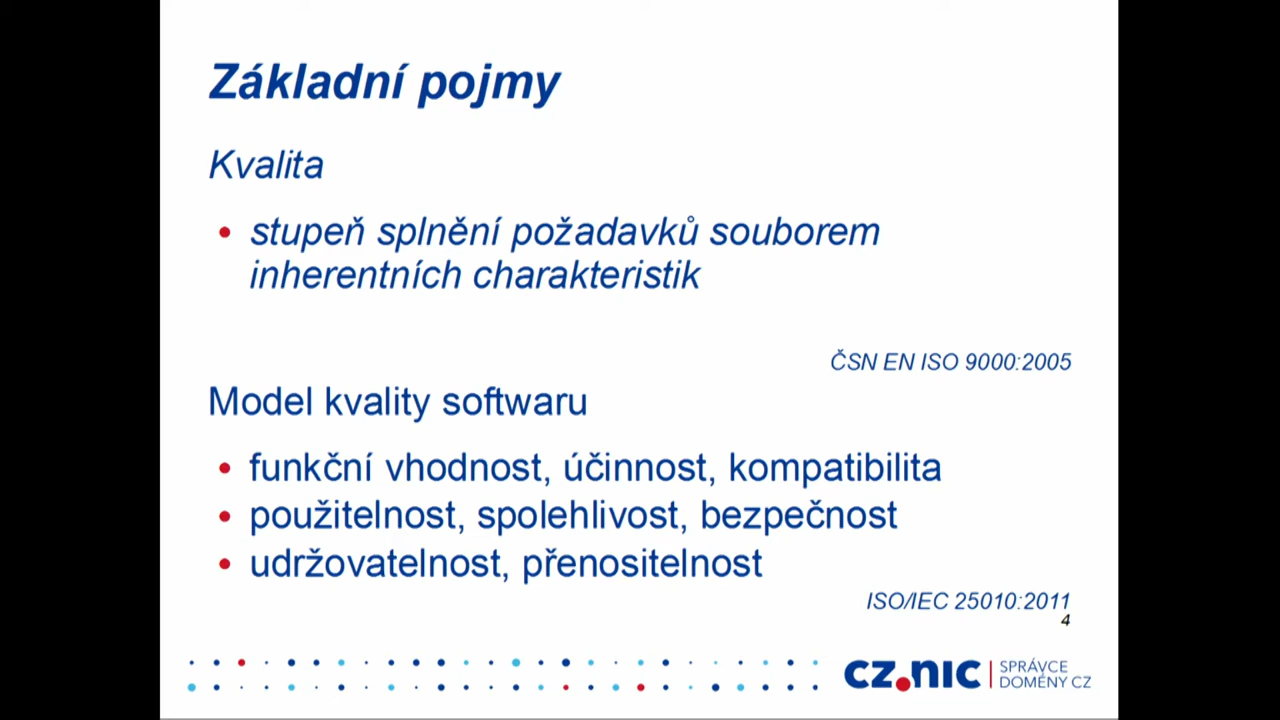 Základní pojmy
Kvalita
• stupeň splnění požadavků souborem
inherentních charakteristik
ČSN EN ISO 9000:2005
Model kvality softwaru
• funkční vhodnost, účinnost, kompatibilita
• použitelnost, spolehlivost, bezpečnost
• udržovatelnost, přenositelnost
ISO/IEC 25010:2011
4
CZ.NIC | SPRÁVCE
DOMÉNY CZ